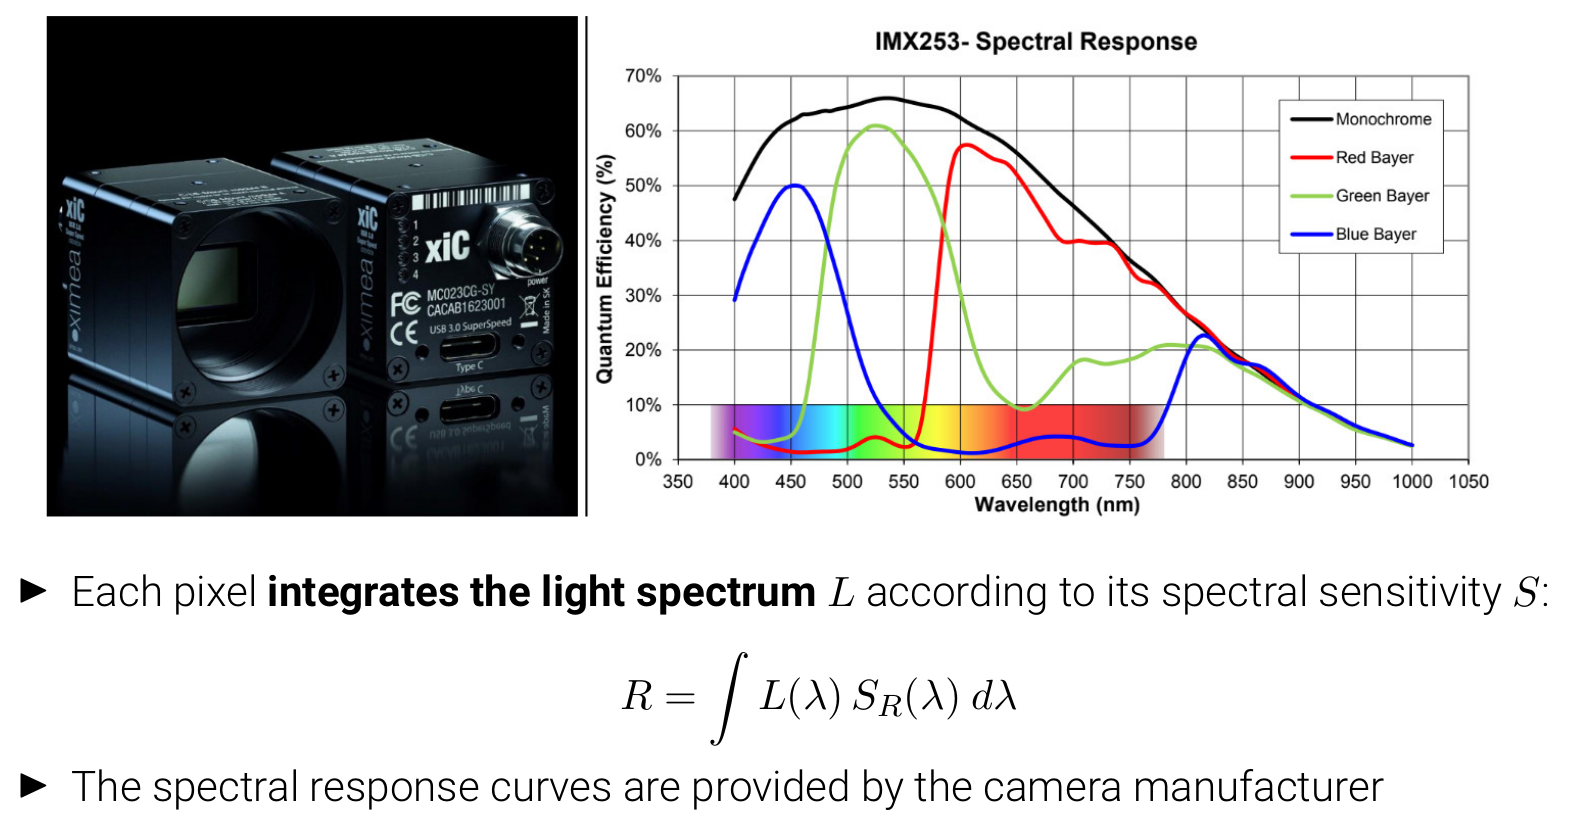 xiC
ximea
xiC
ximea
1
2
3
4
xiC
power
FC
CE
MC023CG-SY
CACAB1623001
USB 3.0 SuperSpeed
Made in SK
Type C
IMX253- Spectral Response
Quantum Efficiency (%)
70%
60%
50%
40%
30%
20%
10%
0%
350 400 450 500 550 600 650 700 750 800 850 900 950 1000 1050
Wavelength (nm)
Monochrome
Red Bayer
Green Bayer
Blue Bayer
► Each pixel integrates the light spectrum L according to its spectral sensitivity S:
R = ∫ L(λ) S_R(λ) dλ
► The spectral response curves are provided by the camera manufacturer